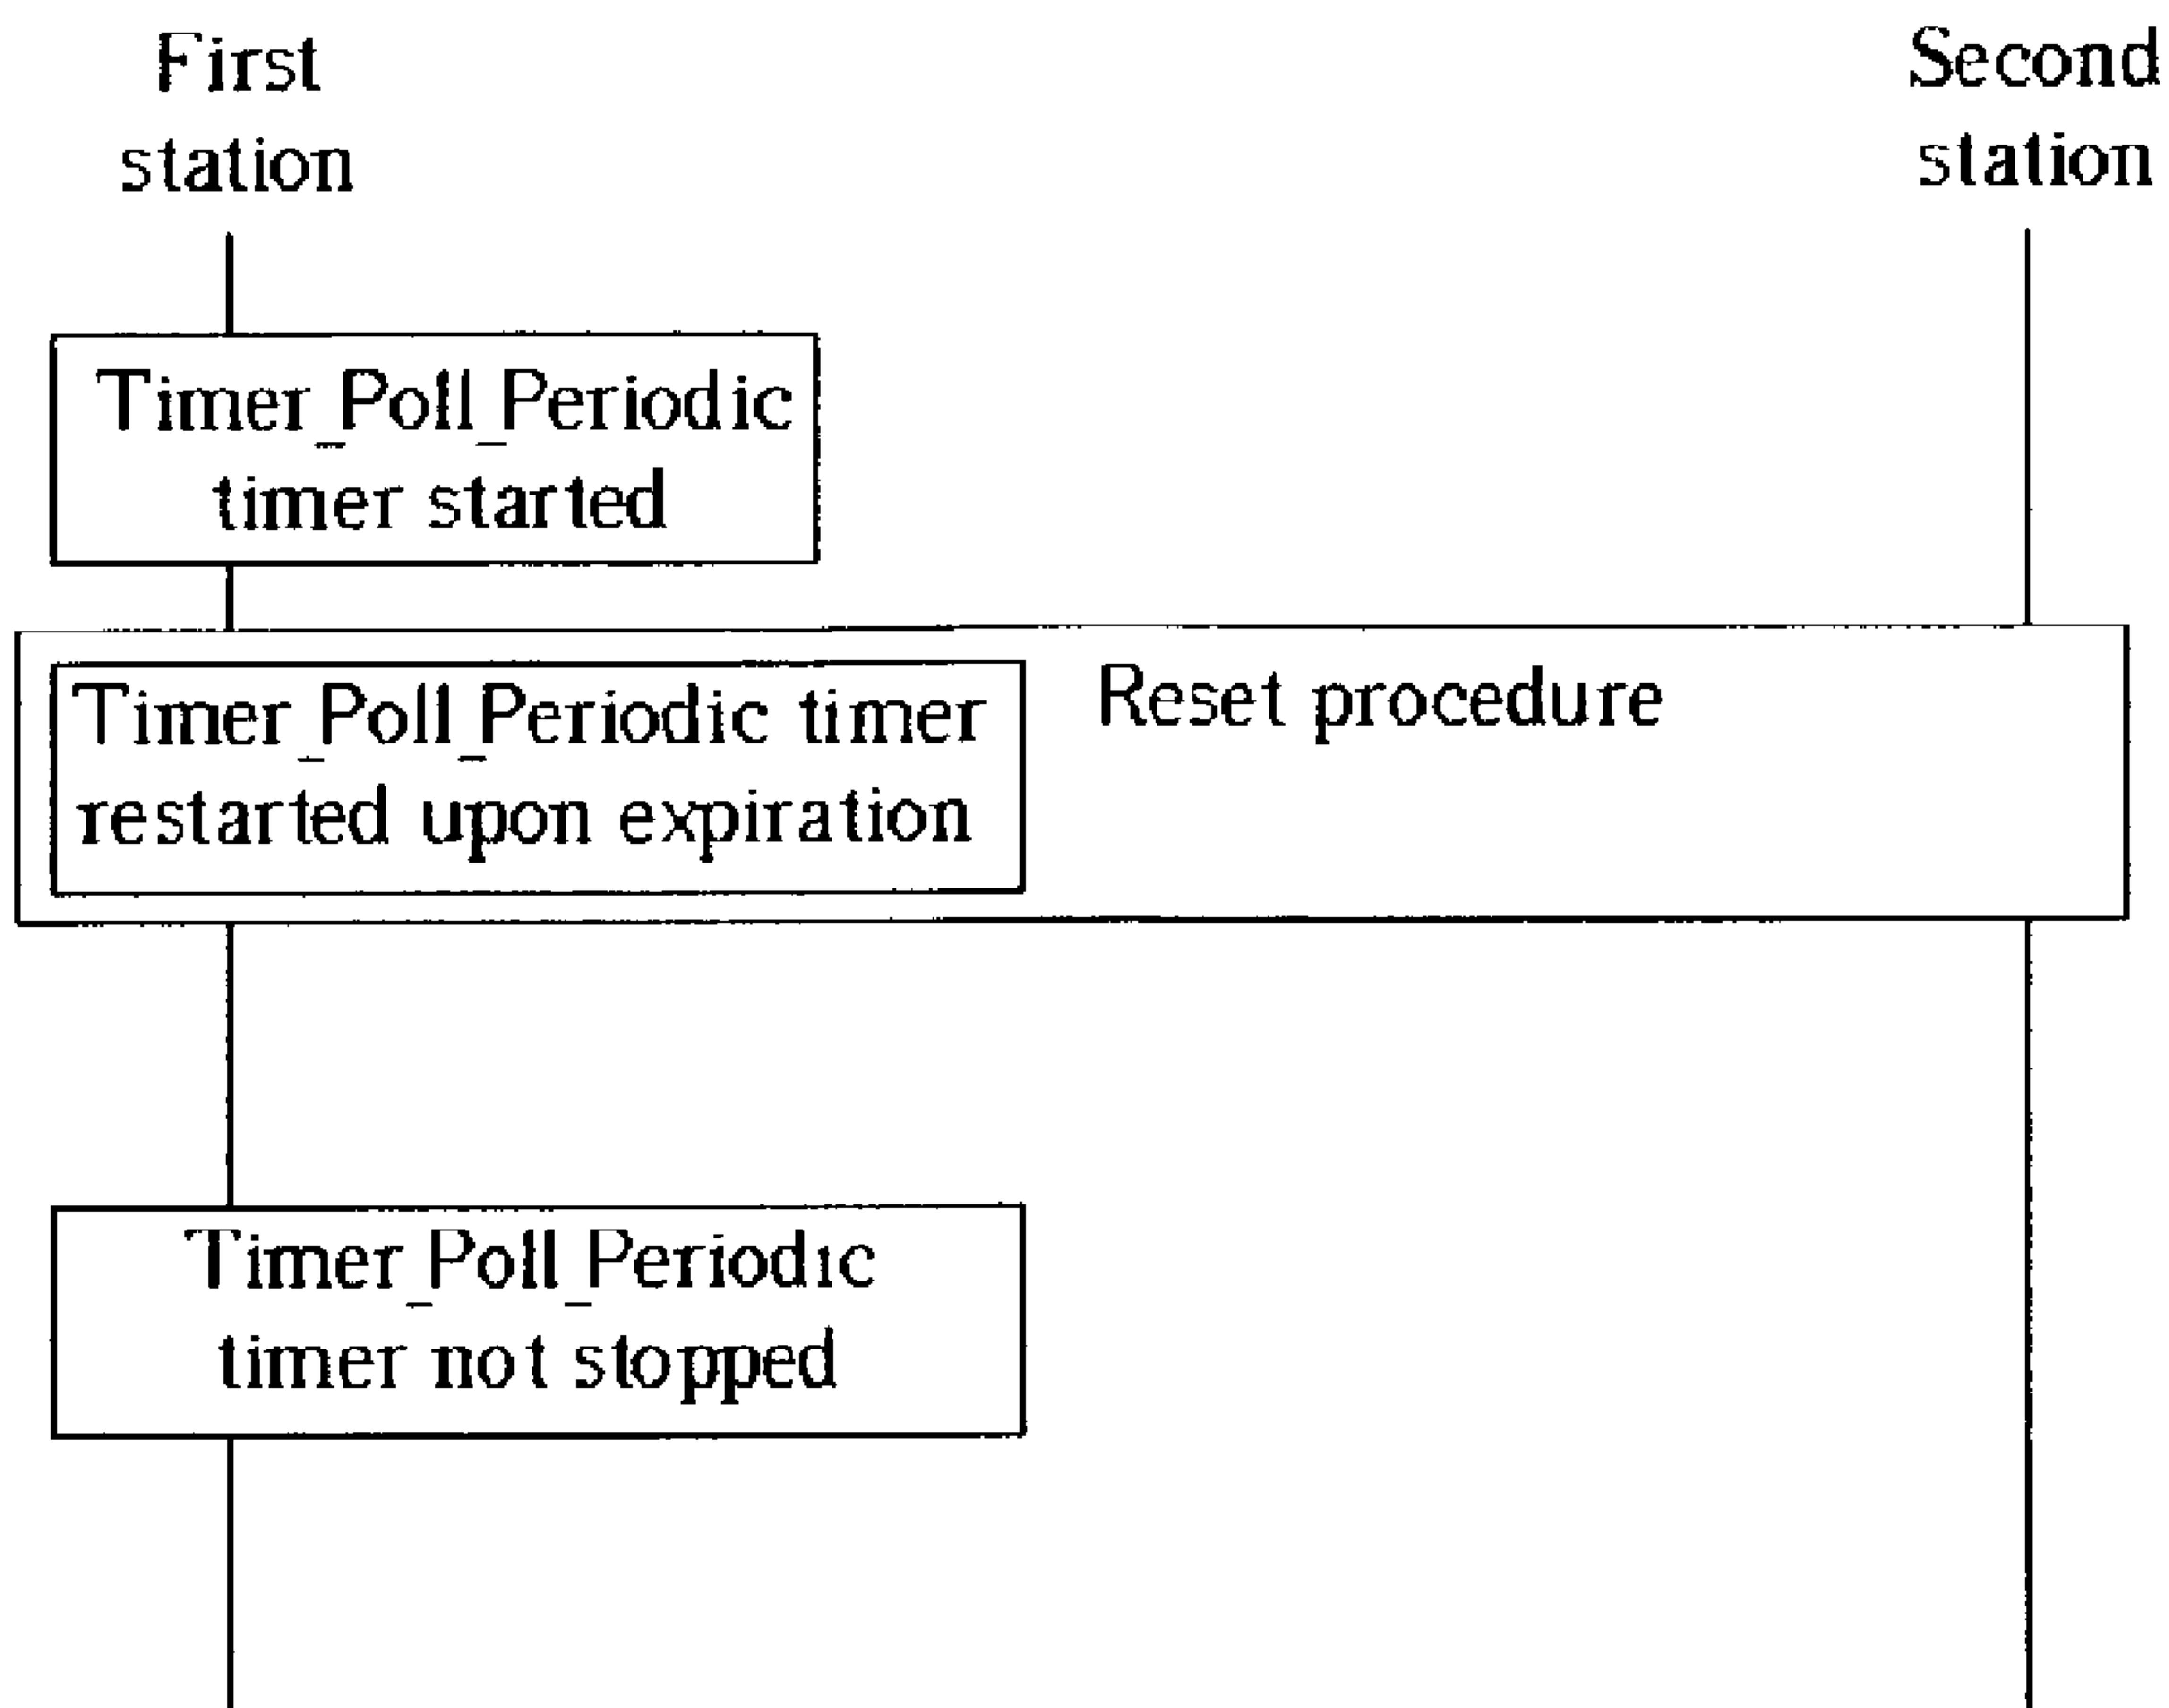 First
station
Second
station
Timer_Poll_Periodic
timer started
Timer_Poll_Periodic timer
restarted upon expiration
Reset procedure
Timer_Poll_Periodic
timer not stopped